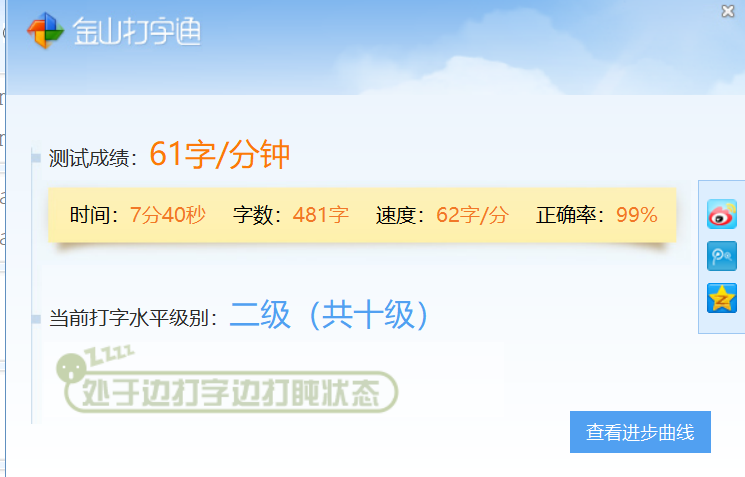 金山打字通
测试成绩：61字/分钟
时间：7分40秒 字数：481字 速度：62字/分 正确率：99%
当前打字水平级别：二级（共十级）
zzzz
处于边打字边打盹状态
查看进步曲线